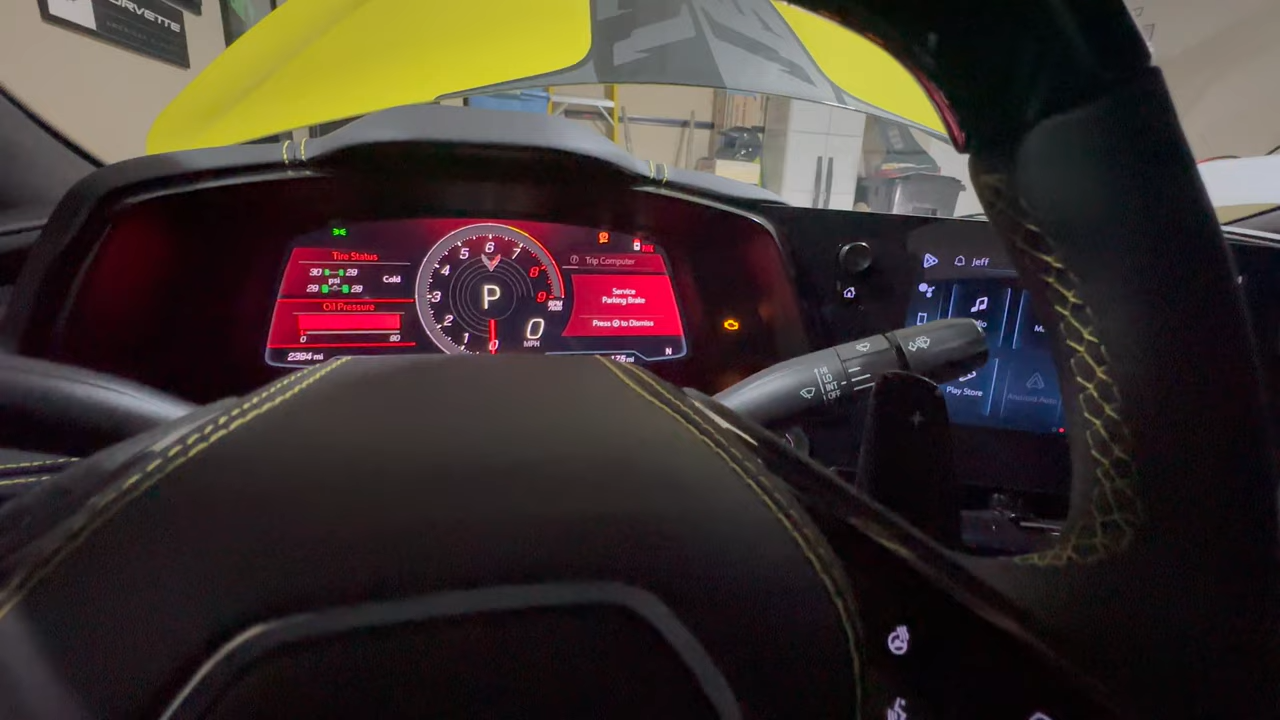 CORVETTE
Tire Status
30 29
psi
29 29
Cold
Oil Pressure
0 80
2394 mi
0 1 2 3 4 5 6 7 8 9
RPM
P
0
MPH
Trip Computer
Service
Parking Brake
Press to Dismiss
N
Jeff
Play Store
Android Auto
HI
LO
INT
OFF